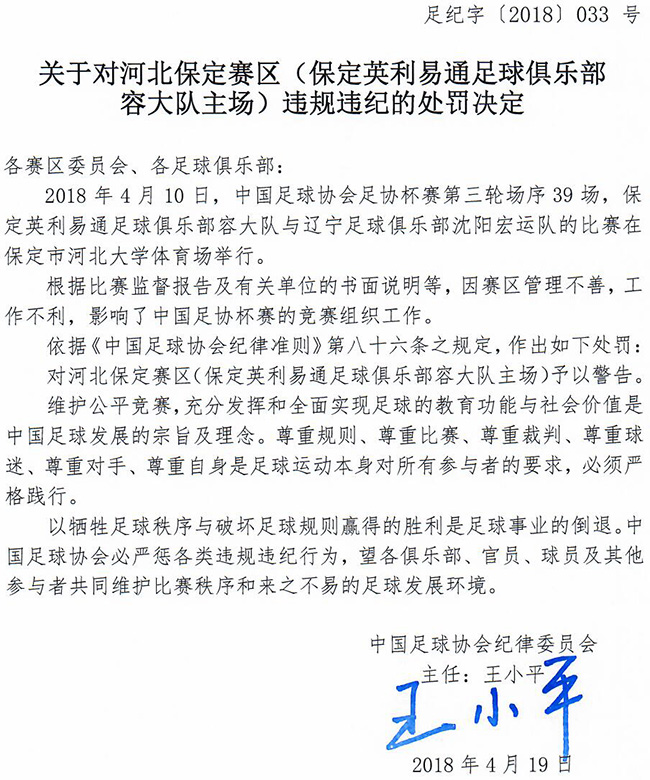 足纪字〔2018〕033 号
关于对河北保定赛区（保定英利易通足球俱乐部
容大队主场）违规违纪的处罚决定
各赛区委员会、各足球俱乐部：
2018 年 4 月 10 日，中国足球协会足协杯赛第三轮场序 39 场，保
定英利易通足球俱乐部容大队与辽宁足球俱乐部沈阳宏运队的比赛在
保定市河北大学体育场举行。
根据比赛监督报告及有关单位的书面说明等，因赛区管理不善，工
作不利，影响了中国足协杯赛的竞赛组织工作。
依据《中国足球协会纪律准则》第八十六条之规定，作出如下处罚：
对河北保定赛区（保定英利易通足球俱乐部容大队主场）予以警告。
维护公平竞赛，充分发挥和全面实现足球的教育功能与社会价值是
中国足球发展的宗旨及理念。尊重规则、尊重比赛、尊重裁判、尊重球
迷、尊重对手、尊重自身是足球运动本身对所有参与者的要求，必须严
格践行。
以牺牲足球秩序与破坏足球规则赢得的胜利是足球事业的倒退。中
国足球协会必严惩各类违规违纪行为，望各俱乐部、官员、球员及其他
参与者共同维护比赛秩序和来之不易的足球发展环境。
中国足球协会纪律委员会
主任：王小平
王小平
2018 年 4 月 19 日